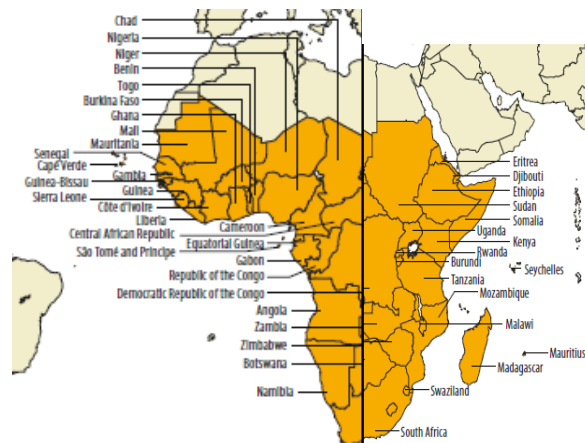 Chad
Nigeria
Niger
Benin
Togo
Burkina Faso
Ghana
Mali
Mauritania
Senegal
Cape Verde
Gambia
Guinea-Bissau
Guinea
Sierra Leone
Côte d'Ivoire
Liberia
Cameroon
Central African Republic
Equatorial Guinea
São Tomé and Principe
Gabon
Republic of the Congo
Democratic Republic of the Congo
Angola
Zambia
Zimbabwe
Botswana
Namibia
Eritrea
Djibouti
Ethiopia
Sudan
Somalia
Uganda
Kenya
Rwanda
Burundi
Seychelles
Tanzania
Mozambique
Malawi
Mauritius
Madagascar
Swaziland
South Africa